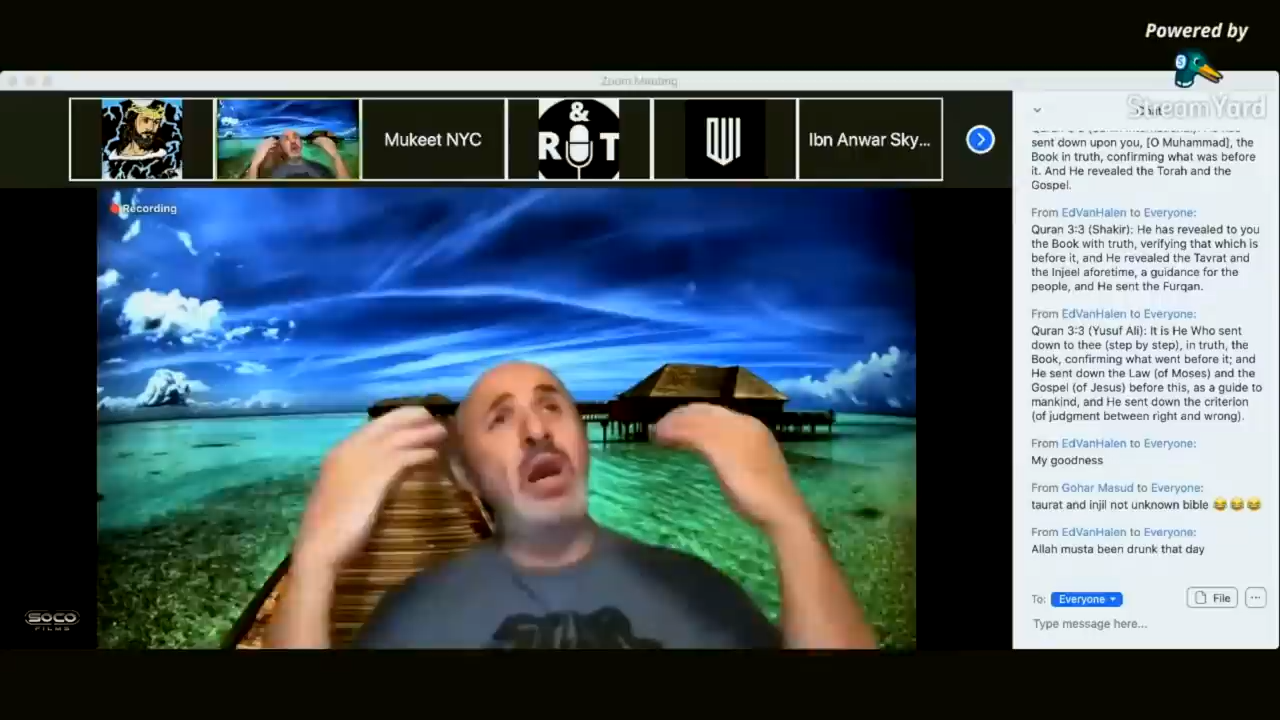 Powered by
S
StreamYard
Zoom Meeting
&
R T
Mukeet NYC
Ibn Anwar Sky...
Recording
sent down upon you, [O Muhammad], the
Book in truth, confirming what was before
it. And He revealed the Torah and the
Gospel.
From EdVanHalen to Everyone:
Quran 3:3 (Shakir): He has revealed to you
the Book with truth, verifying that which is
before it, and He revealed the Tavrat and
the Injeel aforetime, a guidance for the
people, and He sent the Furqan.
From EdVanHalen to Everyone:
Quran 3:3 (Yusuf Ali): It is He Who sent
down to thee (step by step), in truth, the
Book, confirming what went before it; and
He sent down the Law (of Moses) and the
Gospel (of Jesus) before this, as a guide to
mankind, and He sent down the criterion
(of judgment between right and wrong).
From EdVanHalen to Everyone:
My goodness
From Gohar Masud to Everyone:
taurat and injil not unknown bible 😂😂😂
From EdVanHalen to Everyone:
Allah musta been drunk that day
To: Everyone
File
Type message here...
SOCO
FILMS